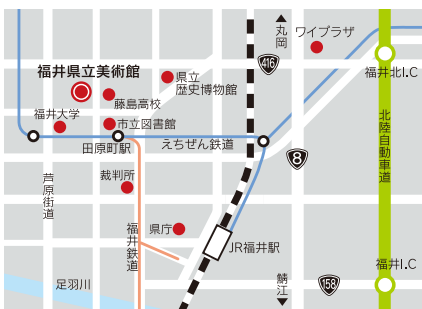 丸岡
ワイプラザ
416
福井県立美術館
県立
歴史博物館
福井北I.C
藤島高校
福井大学
市立図書館
田原町駅
えちぜん鉄道
北陸自動車道
8
裁判所
芦原街道
県庁
福井鉄道
JR福井駅
足羽川
鯖江
158
福井I.C